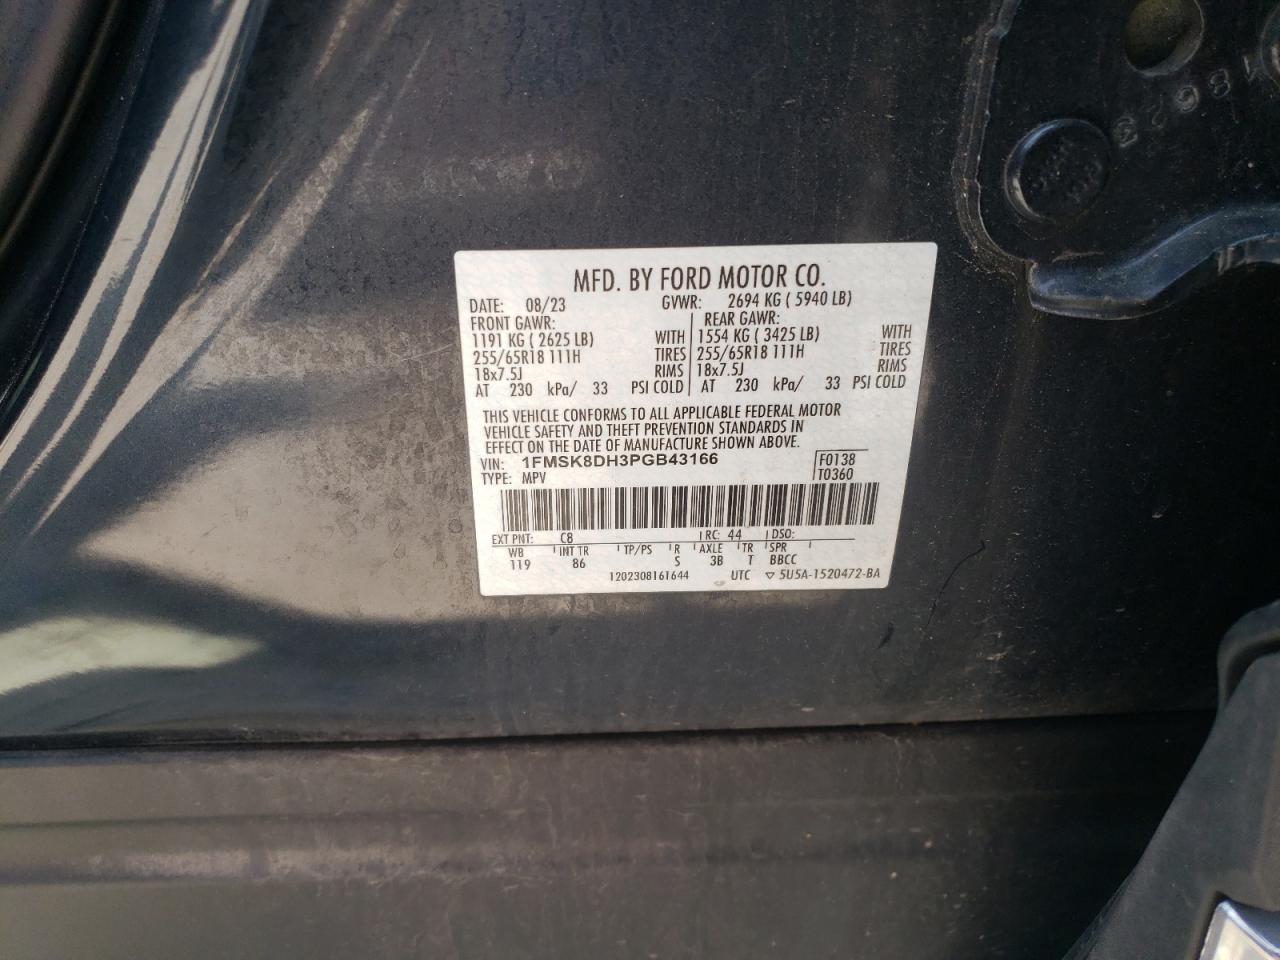 MFD. BY FORD MOTOR CO.
DATE: 08/23 GVWR: 2694 KG ( 5940 LB)
FRONT GAWR: REAR GAWR:
1191 KG ( 2625 LB) WITH 1554 KG ( 3425 LB) WITH
255/65R18 111H TIRES 255/65R18 111H TIRES
18x7.5J RIMS 18x7.5J RIMS
AT 230 kPa/ 33 PSI COLD AT 230 kPa/ 33 PSI COLD
THIS VEHICLE CONFORMS TO ALL APPLICABLE FEDERAL MOTOR
VEHICLE SAFETY AND THEFT PREVENTION STANDARDS IN
EFFECT ON THE DATE OF MANUFACTURE SHOWN ABOVE.
VIN: 1FMSK8DH3PGB43166 F0138
TYPE: MPV T0360
EXT PNT: C8 RC: 44 DSO:
WB INT TR TP/PS R AXLE TR SPR
119 86 S 3B T BBCC
1202308161644 UTC ▽ 5U5A-1520472-BA